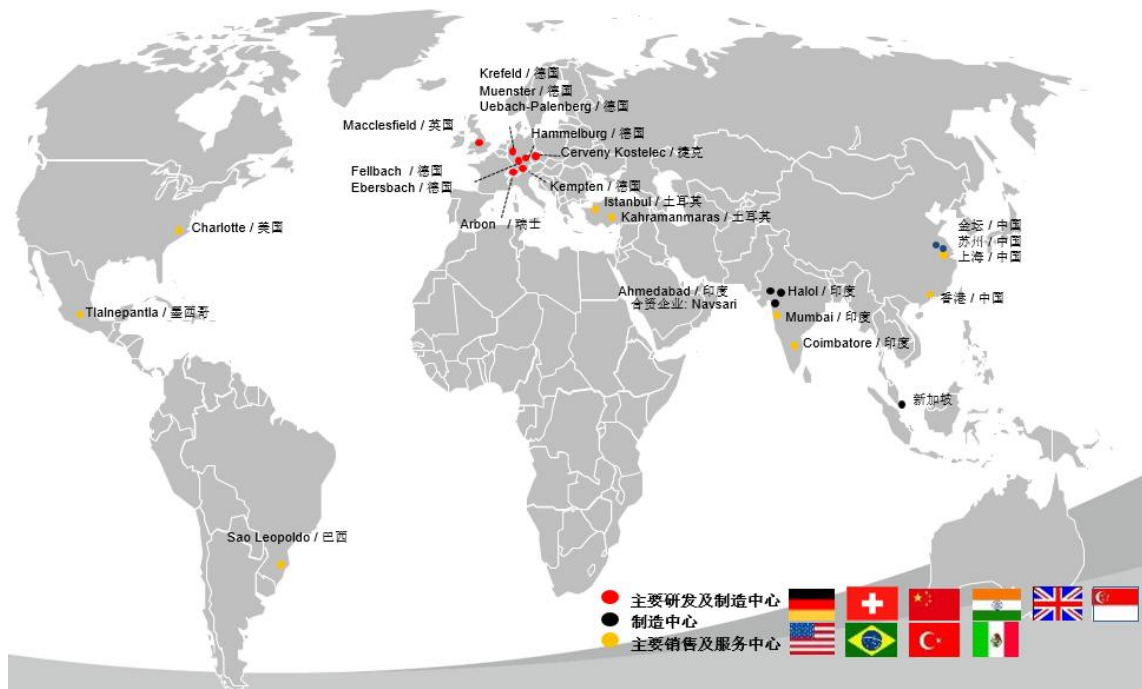 Krefeld / 德国
Muenster / 德国
Uebach-Palenberg / 德国
Macclesfield / 英国
Hammelburg / 德国
Cerveny Kostelec / 捷克
Fellbach / 德国
Ebersbach / 德国
Kempten / 德国
Istanbul / 土耳其
Kahramanmaras / 土耳其
Arbon / 瑞士
Charlotte / 美国
金坛 / 中国
苏州 / 中国
上海 / 中国
Ahmedabad / 印度
Halol / 印度
香港 / 中国
合资企业: Navsari
Tlalnepantla / 墨西哥
Mumbai / 印度
Coimbatore / 印度
新加坡
Sao Leopoldo / 巴西
主要研发及制造中心
制造中心
主要销售及服务中心